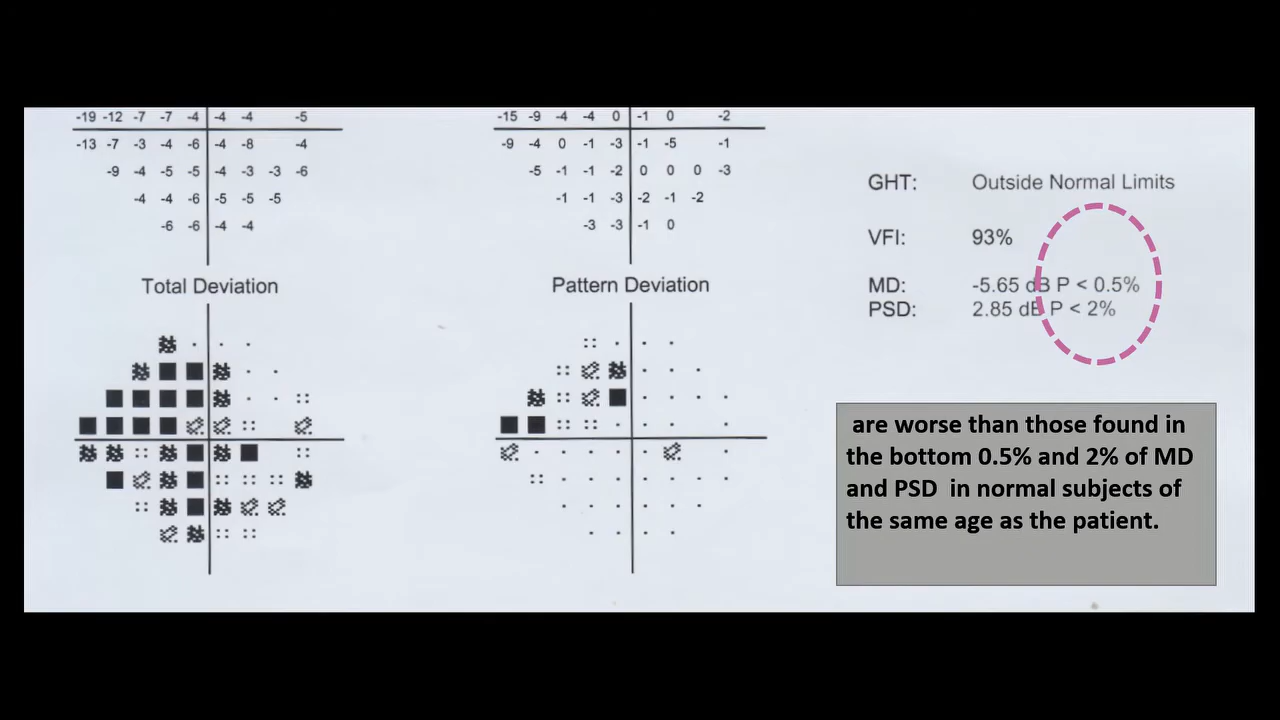 -19 -12 -7 -7 -4 -4 -4 -5
-13 -7 -3 -4 -6 -4 -8 -4
-9 -4 -5 -5 -4 -3 -3 -6
-4 -4 -6 -5 -5 -5
-6 -6 -4 -4
Total Deviation
-15 -9 -4 -4 0 -1 0 -2
-9 -4 0 -1 -3 -1 -5 -1
-5 -1 -1 -2 0 0 0 -3
-1 -1 -3 -2 -1 -2
-3 -3 -1 0
Pattern Deviation
GHT: Outside Normal Limits
VFI: 93%
MD: -5.65 dB P < 0.5%
PSD: 2.85 dB P < 2%
are worse than those found in
the bottom 0.5% and 2% of MD
and PSD in normal subjects of
the same age as the patient.